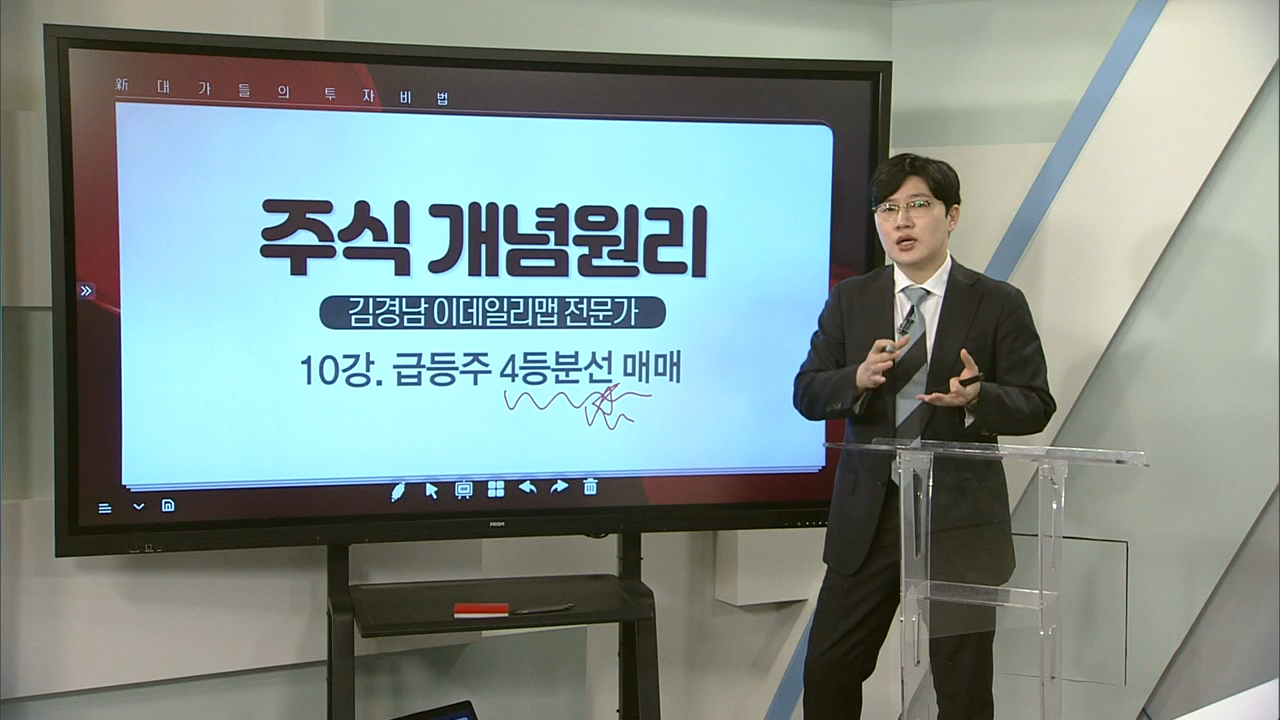 新 대 가 들 의 투 자 비 법
주식 개념원리
김경남 이데일리맵 전문가
10강. 급등주 4등분선 매매
PRISM